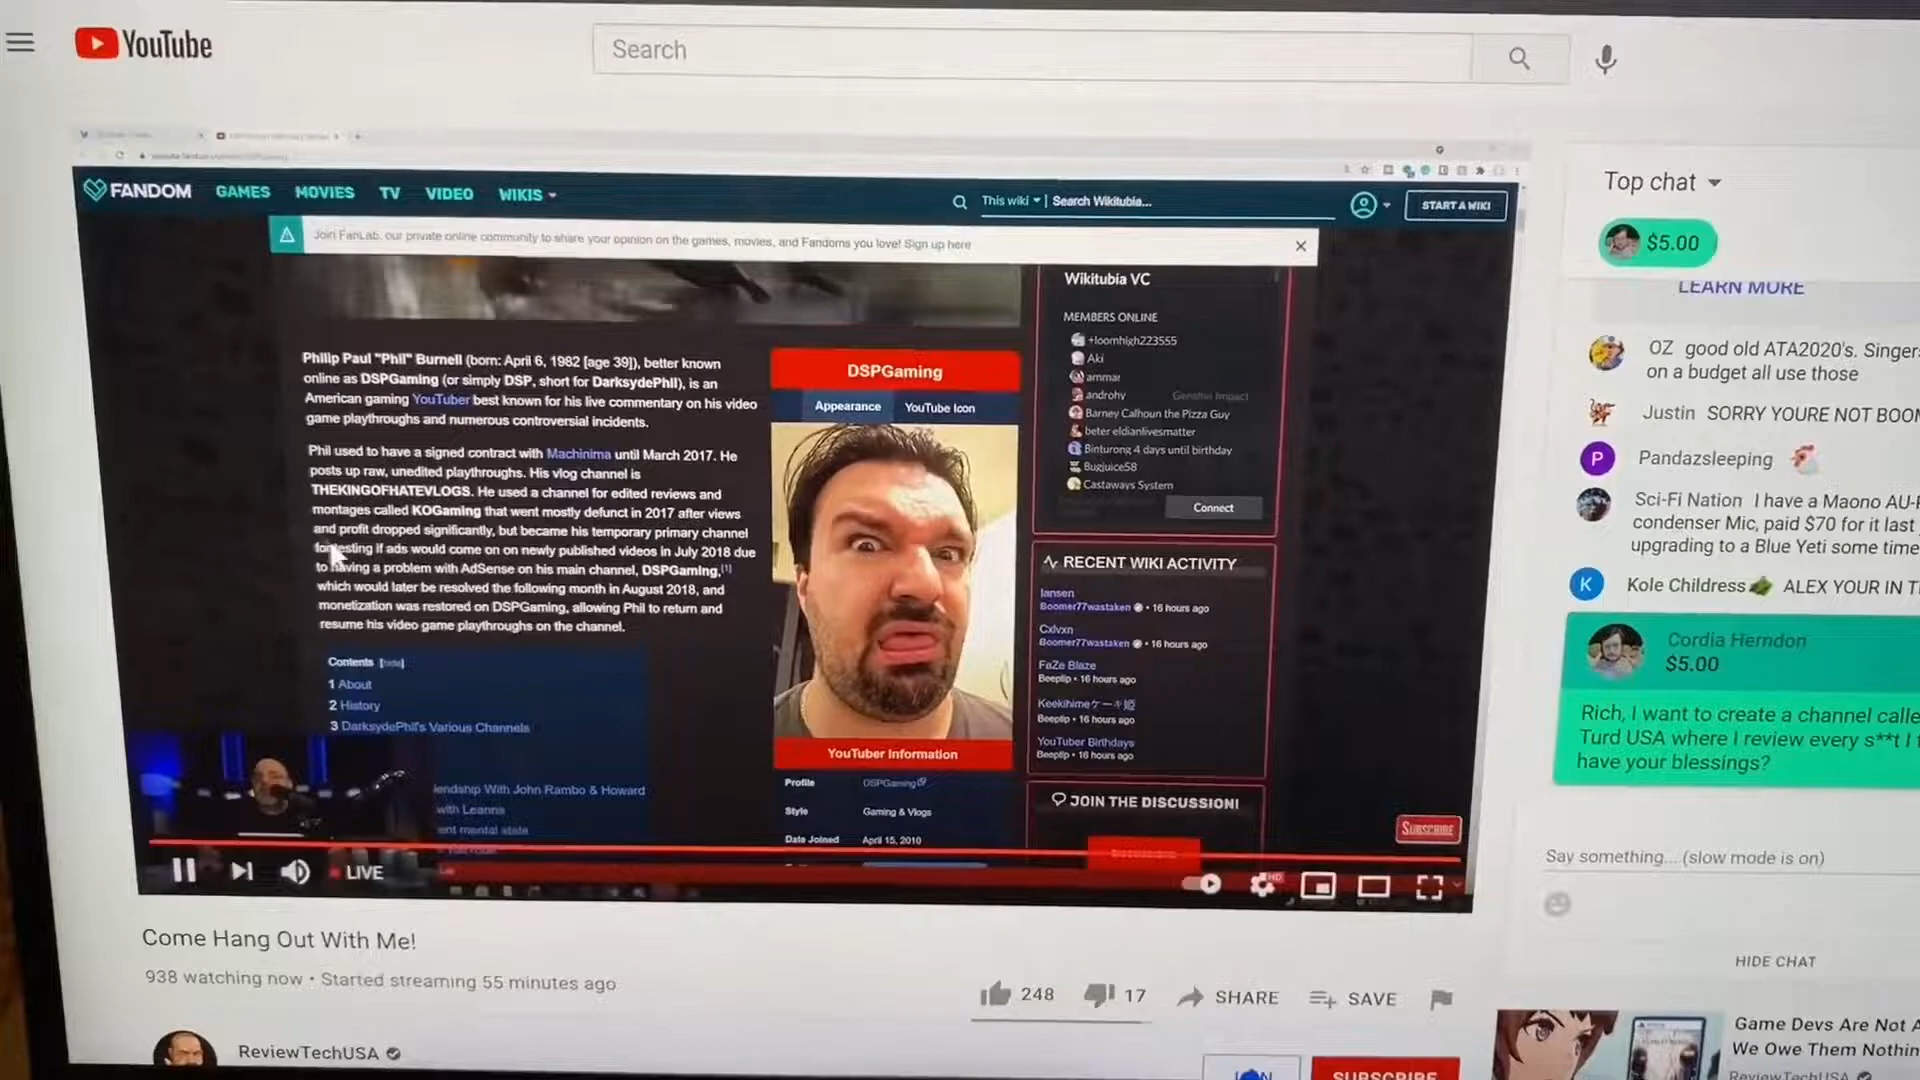 YouTube
Search
FANDOM GAMES MOVIES TV VIDEO WIKIS
This wiki Search Wikitubia...
START A WIKI
Join FanLab, our private online community to share your opinion on the games, movies, and Fandoms you love! Sign up here
Philip Paul "Phil" Burnell (born: April 6, 1982 [age 39]), better known
online as DSPGaming (or simply DSP, short for DarksydePhil), is an
American gaming YouTuber best known for his live commentary on his video
game playthroughs and numerous controversial incidents.
Phil used to have a signed contract with Machinima until March 2017. He
posts up raw, unedited playthroughs. His vlog channel is
THEKINGOFHATEVLOGS. He used a channel for edited reviews and
montages called KOGaming that went mostly defunct in 2017 after views
and profit dropped significantly, but became his temporary primary channel
for testing if ads would come on on newly published videos in July 2018 due
to having a problem with AdSense on his main channel, DSPGaming,[1]
which would later be resolved the following month in August 2018, and
monetization was restored on DSPGaming, allowing Phil to return and
resume his video game playthroughs on the channel.
Contents [hide]
1 About
2 History
3 DarksydePhil's Various Channels
endship With John Rambo & Howard
with Leanna
ent mental state
DSPGaming
Appearance YouTube Icon
YouTuber Information
Profile DSPGaming
Style Gaming & Vlogs
Date Joined April 15, 2010
Wikitubia VC
MEMBERS ONLINE
+loomhigh223555
Aki
ammar
androhy Genshin Impact
Barney Calhoun the Pizza Guy
beter eldianlivesmatter
Binturong 4 days until birthday
Bugjuice58
Castaways System
Connect
RECENT WIKI ACTIVITY
Iansen
Boomer77wastaken • 16 hours ago
Cxlvxn
Boomer77wastaken • 16 hours ago
FaZe Blaze
Beeptip • 16 hours ago
Keekihimeケーキ姫
Beeptip • 16 hours ago
YouTuber Birthdays
Beeptip • 16 hours ago
JOIN THE DISCUSSION!
SUBSCRIBE
LIVE
HD
Come Hang Out With Me!
938 watching now • Started streaming 55 minutes ago
248 17 SHARE SAVE
ReviewTechUSA
JOIN SUBSCRIBE
Top chat
$5.00
LEARN MORE
OZ good old ATA2020's. Singers
on a budget all use those
Justin SORRY YOURE NOT BOON
P Pandazsleeping
Sci-Fi Nation I have a Maono AU-
condenser Mic, paid $70 for it last
upgrading to a Blue Yeti some time
K Kole Childress ALEX YOUR IN T
Cordia Herndon
$5.00
Rich, I want to create a channel calle
Turd USA where I review every s**t I
have your blessings?
Say something... (slow mode is on)
HIDE CHAT
Game Devs Are Not A
We Owe Them Nothin
ReviewTechUSA